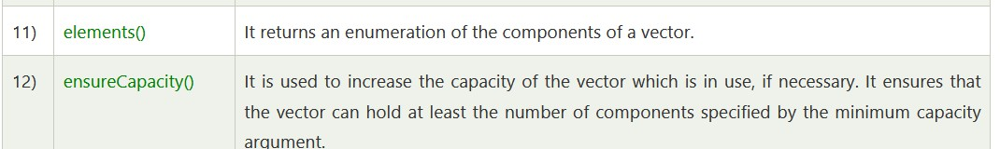 11) elements() It returns an enumeration of the components of a vector.
12) ensureCapacity() It is used to increase the capacity of the vector which is in use, if necessary. It ensures that
the vector can hold at least the number of components specified by the minimum capacity
argument.